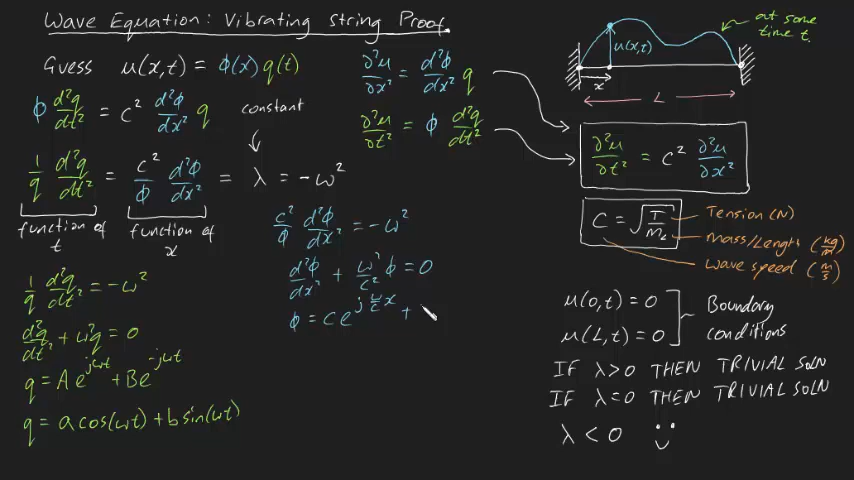 Wave Equation: Vibrating String Proof
Guess u(x,t) = ϕ(x)q(t)
ϕ d²q/dt² = c² d²ϕ/dx² q
constant
1/q d²q/dt² = c²/ϕ d²ϕ/dx² = λ = -ω²
function of t
function of x
1/q d²q/dt² = -ω²
d²q/dt² + ω²q = 0
q = Ae^{jωt} + Be^{-jωt}
q = a cos(ωt) + b sin(ωt)
c²/ϕ d²ϕ/dx² = -ω²
d²ϕ/dx² + ω²/c² ϕ = 0
ϕ = ce^{j ω/c x} +
∂²u/∂x² = d²ϕ/dx² q
∂²u/∂t² = ϕ d²q/dt²
at some time t.
u(x,t)
x
L
∂²u/∂t² = c² ∂²u/∂x²
C = √(T/m_L)
Tension (N)
Mass/Length (kg/m)
Wave speed (m/s)
u(0,t) = 0
u(L,t) = 0
Boundary conditions
IF λ>0 THEN TRIVIAL SOLN
IF λ=0 THEN TRIVIAL SOLN
λ < 0